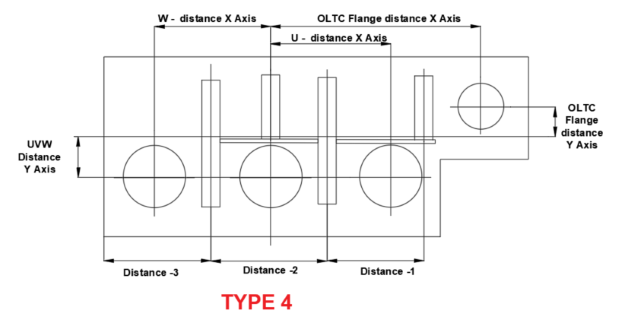 W - distance X Axis
OLTC Flange distance X Axis
U - distance X Axis
OLTC
Flange
distance
Y Axis
UVW
Distance
Y Axis
Distance -3
Distance -2
Distance -1
TYPE 4